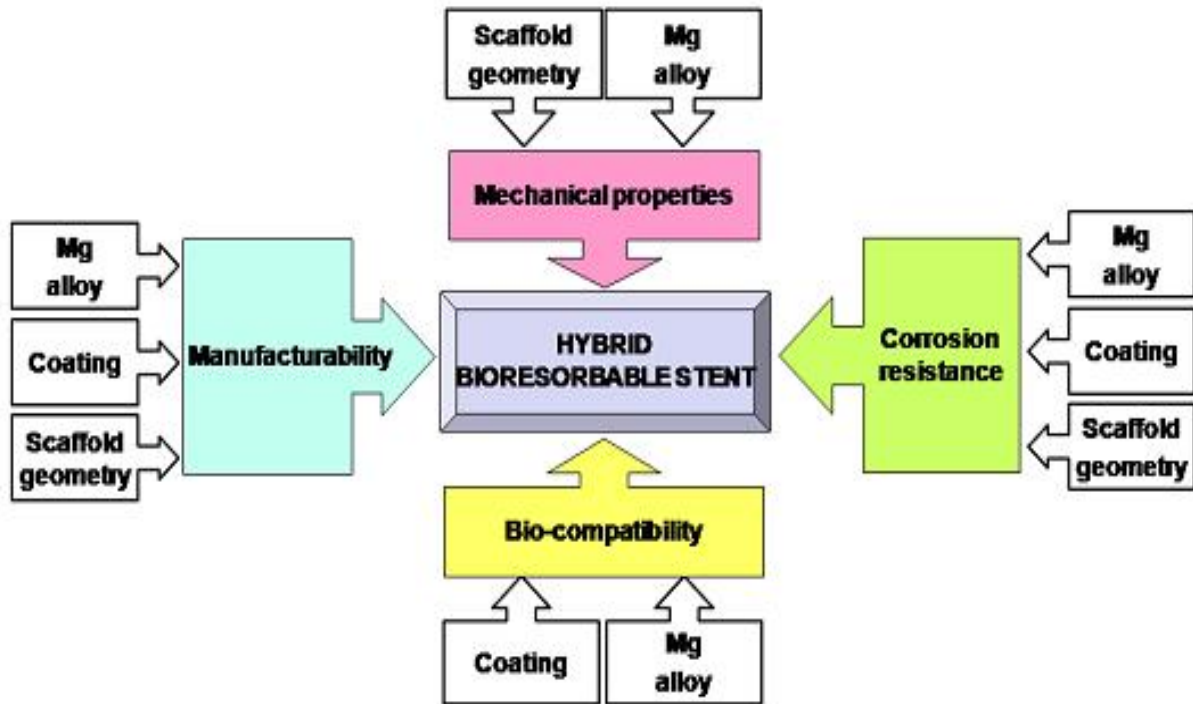 Scaffold
geometry
Mg
alloy
Mechanical properties
Mg
alloy
Coating
Scaffold
geometry
Manufacturability
HYBRID
BIORESORBABLE STENT
Corrosion
resistance
Mg
alloy
Coating
Scaffold
geometry
Bio-compatibility
Coating
Mg
alloy